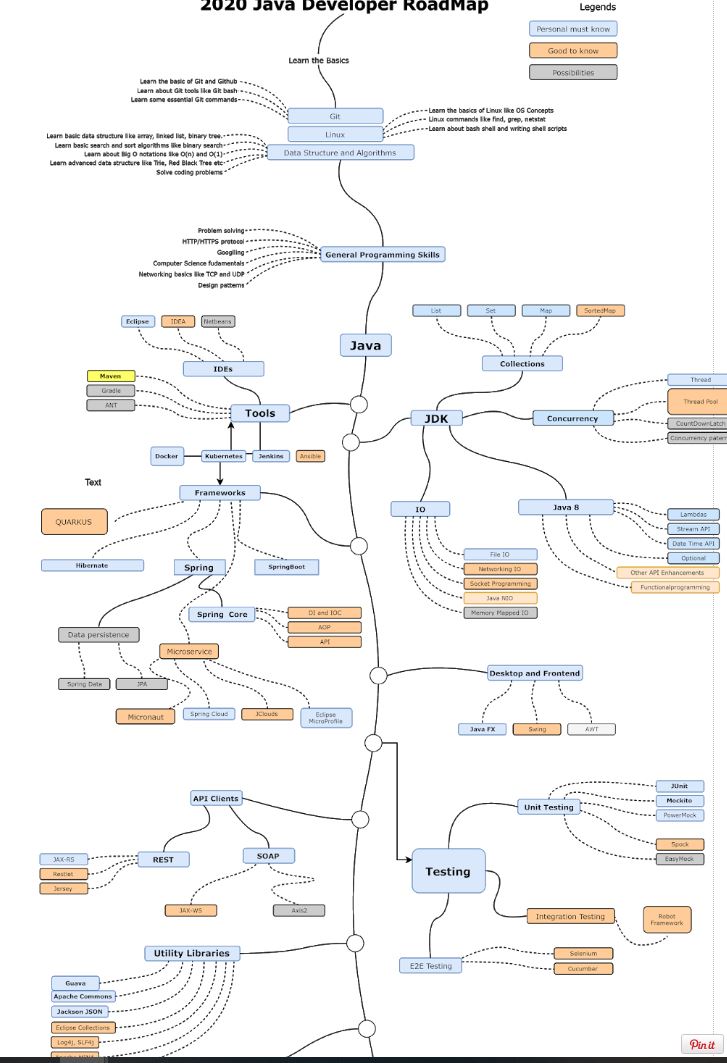 2020 Java Developer RoadMap
Legends
Personal must know
Good to know
Possibilities
Learn the Basics
Learn the basic of Git and Github
Learn about Git tools like Git bash
Learn some essential Git commands
Git
Linux
Data Structure and Algorithms
Learn the basics of Linux like OS Concepts
Linux commands like find, grep, netstat
Learn about bash shell and writing shell scripts
Learn basic data structure like array, linked list, binary tree.
Learn basic search and sort algorithms like binary search
Learn about Big O notations like O(n) and O(1)
Learn advanced data structure like Trie, Red Black Tree etc
Solve coding problems
Problem solving
HTTP/HTTPS protocol
Googling
Computer Science fudamentals
Networking basics like TCP and UDP
Design patterns
General Programming Skills
Java
Eclipse
IDEA
Netbeans
IDEs
Maven
Gradle
ANT
Tools
Docker
Kubernetes
Jenkins
Ansible
List
Set
Map
SortedMap
Collections
JDK
Concurrency
Thread
Thread Pool
CountDownLatch
Concurrency patern
Text
Frameworks
QUARKUS
Hibernate
Spring
SpringBoot
Spring Core
DI and IOC
AOP
API
Data persistence
Spring Data
JPA
Microservice
Micronaut
Spring Cloud
JClouds
Eclipse
MicroProfile
IO
File IO
Networking IO
Socket Programming
Java NIO
Memory Mapped IO
Java 8
Lambdas
Stream API
Date Time API
Optional
Other API Enhancements
Functionalprogramming
Desktop and Frontend
Java FX
Swing
AWT
API Clients
REST
SOAP
JAX-RS
Restlet
Jersey
JAX-WS
Axis2
Testing
Unit Testing
JUnit
Mockito
PowerMock
Spock
EasyMock
Integration Testing
Robot
Framework
E2E Testing
Selenium
Cucumbar
Utility Libraries
Guava
Apache Commons
Jackson JSON
Eclipse Collections
Log4j, SLF4j
Pin it